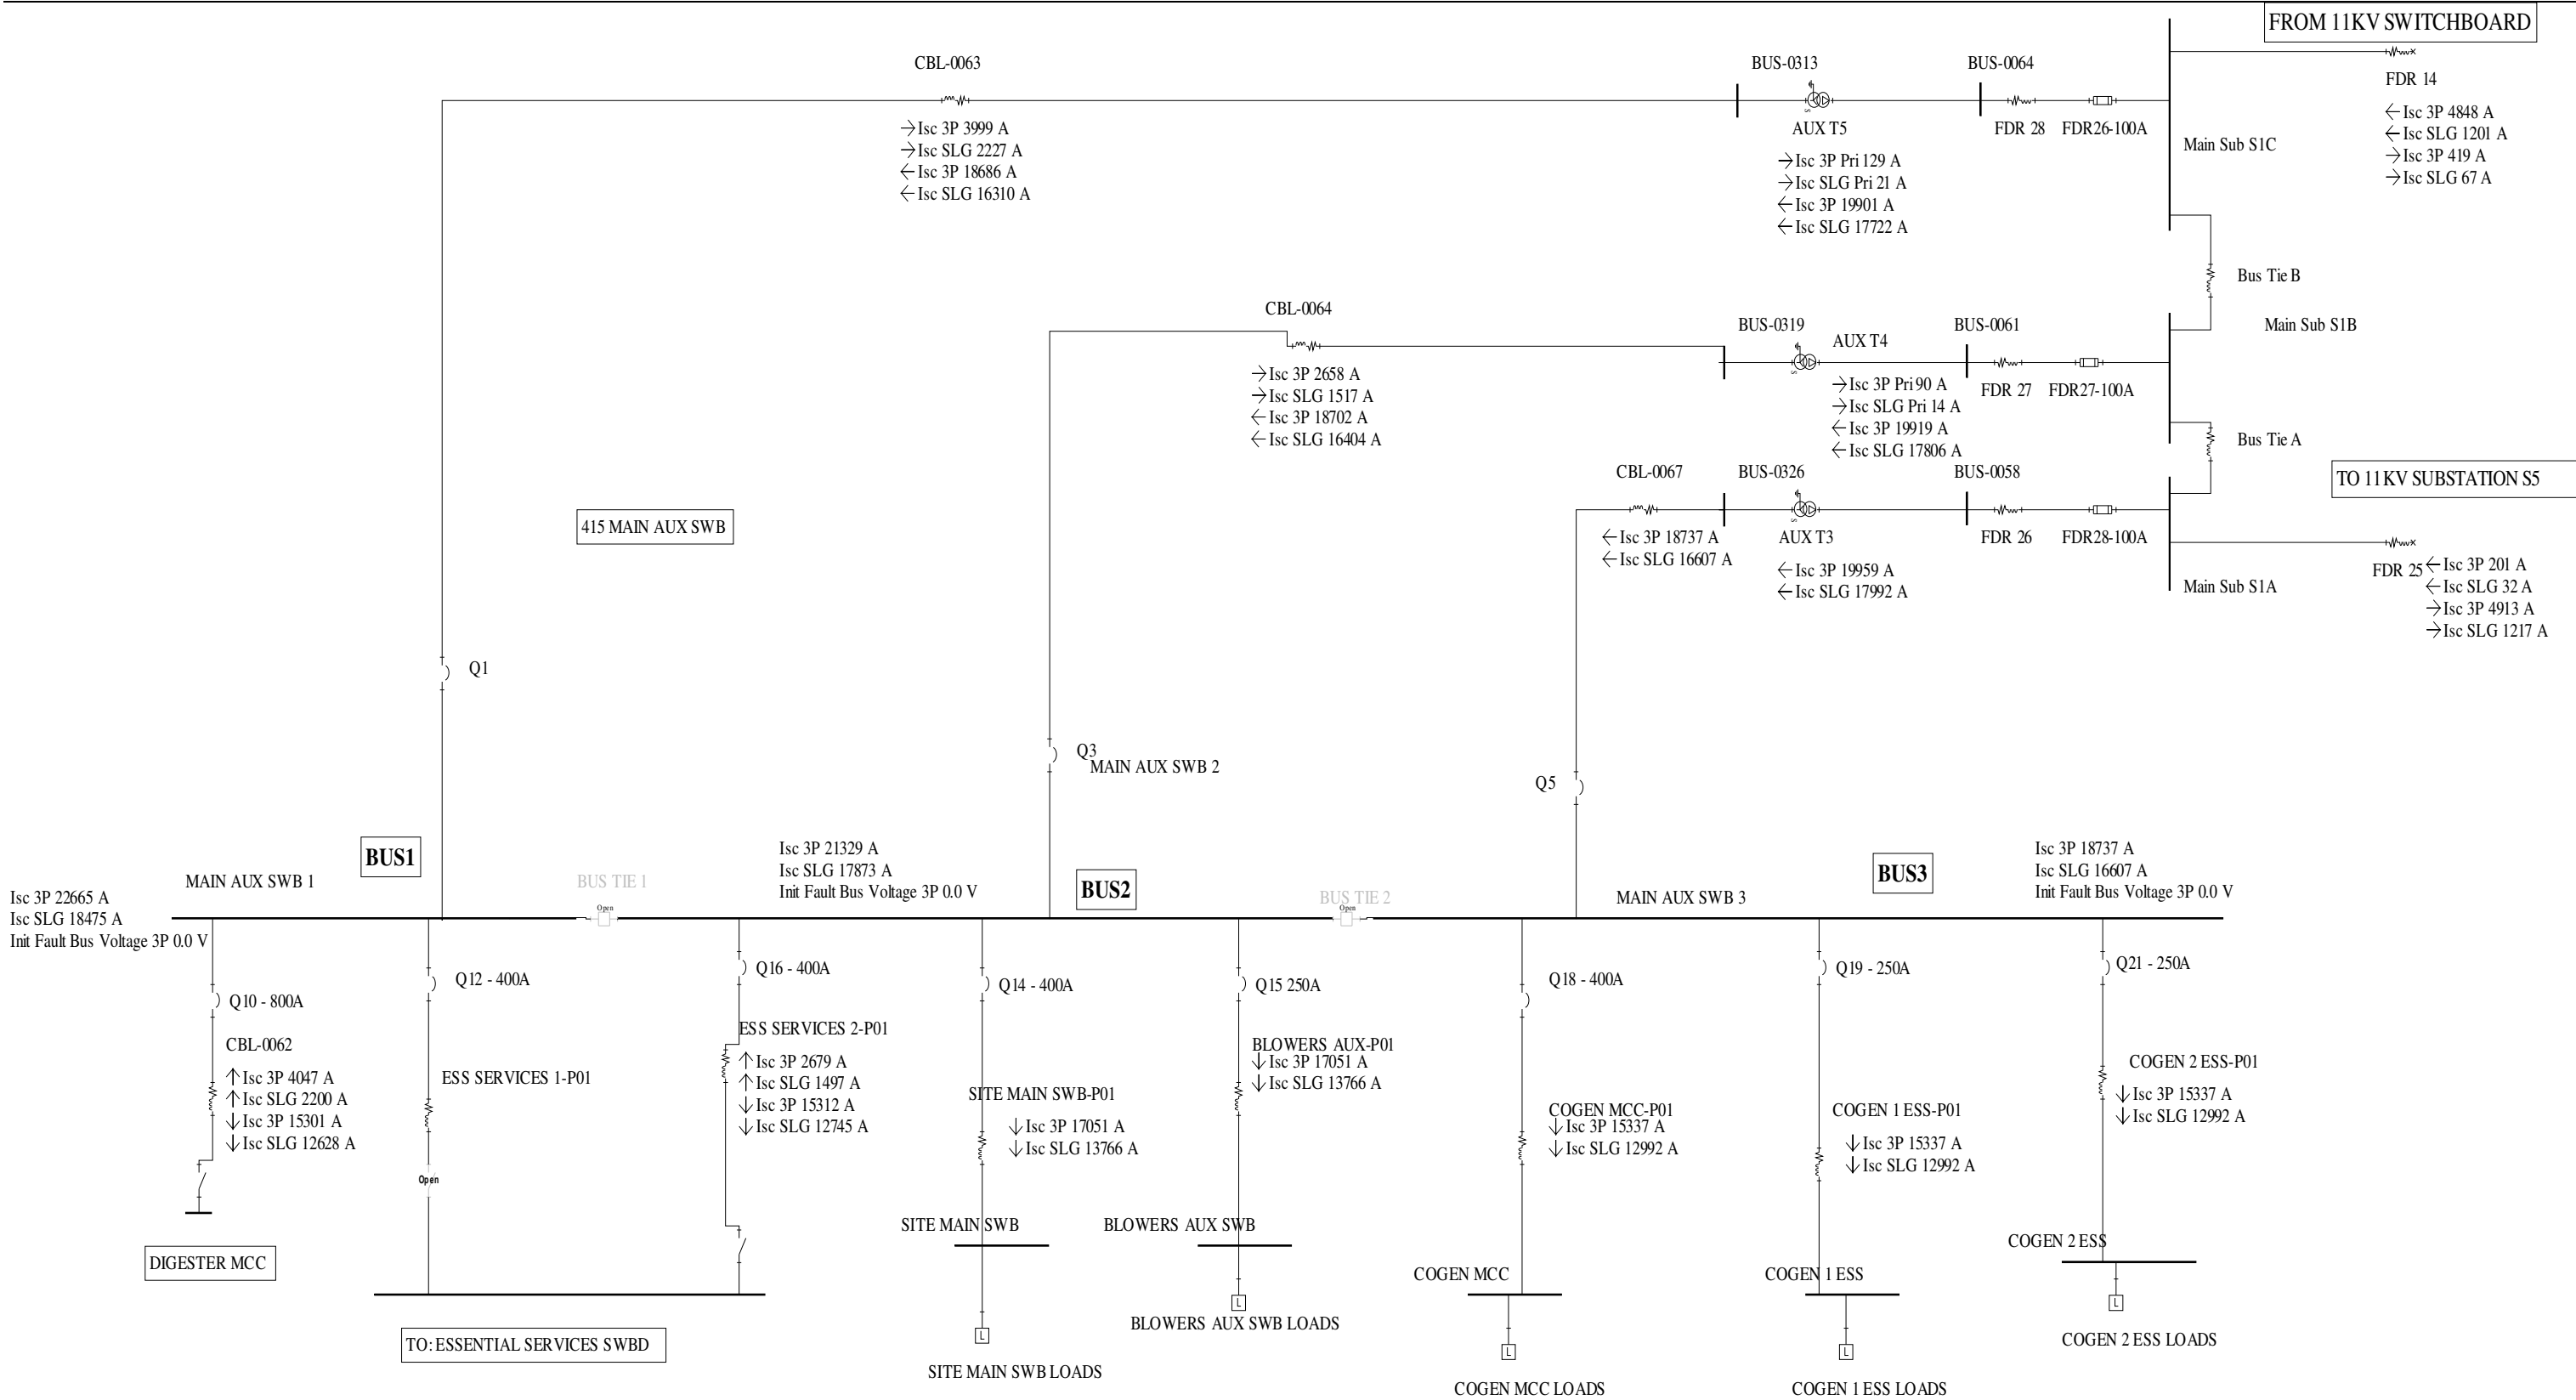 FROM 11KV SWITCHBOARD
CBL-0063
BUS-0313
BUS-0064
FDR 14
AUX T5
FDR 28
FDR26-100A
Main Sub S1C
→Isc 3P 3999 A
→Isc SLG 2227 A
←Isc 3P 18686 A
←Isc SLG 16310 A
→Isc 3P Pri 129 A
→Isc SLG Pri 21 A
←Isc 3P 19901 A
←Isc SLG 17722 A
←Isc 3P 4848 A
←Isc SLG 1201 A
→Isc 3P 419 A
→Isc SLG 67 A
Bus Tie B
CBL-0064
BUS-0319
AUX T4
BUS-0061
Main Sub S1B
→Isc 3P 2658 A
→Isc SLG 1517 A
←Isc 3P 18702 A
←Isc SLG 16404 A
→Isc 3P Pri 90 A
→Isc SLG Pri 14 A
←Isc 3P 19919 A
←Isc SLG 17806 A
FDR 27
FDR27-100A
Bus Tie A
CBL-0067
BUS-0326
BUS-0058
TO 11KV SUBSTATION S5
415 MAIN AUX SWB
←Isc 3P 18737 A
←Isc SLG 16607 A
AUX T3
←Isc 3P 19959 A
←Isc SLG 17992 A
FDR 26
FDR28-100A
Main Sub S1A
FDR 25
←Isc 3P 201 A
←Isc SLG 32 A
→Isc 3P 4913 A
→Isc SLG 1217 A
Q1
Q3
MAIN AUX SWB 2
Q5
BUS1
MAIN AUX SWB 1
BUS TIE 1
Open
Isc 3P 22665 A
Isc SLG 18475 A
Init Fault Bus Voltage 3P 0.0 V
Isc 3P 21329 A
Isc SLG 17873 A
Init Fault Bus Voltage 3P 0.0 V
BUS2
BUS TIE 2
Open
MAIN AUX SWB 3
BUS3
Isc 3P 18737 A
Isc SLG 16607 A
Init Fault Bus Voltage 3P 0.0 V
Q10 - 800A
Q12 - 400A
Q16 - 400A
Q14 - 400A
Q15 250A
Q18 - 400A
Q19 - 250A
Q21 - 250A
CBL-0062
↑Isc 3P 4047 A
↑Isc SLG 2200 A
↓Isc 3P 15301 A
↓Isc SLG 12628 A
ESS SERVICES 1-P01
Open
ESS SERVICES 2-P01
↑Isc 3P 2679 A
↑Isc SLG 1497 A
↓Isc 3P 15312 A
↓Isc SLG 12745 A
SITE MAIN SWB-P01
↓Isc 3P 17051 A
↓Isc SLG 13766 A
BLOWERS AUX-P01
↓Isc 3P 17051 A
↓Isc SLG 13766 A
COGEN MCC-P01
↓Isc 3P 15337 A
↓Isc SLG 12992 A
COGEN 1 ESS-P01
↓Isc 3P 15337 A
↓Isc SLG 12992 A
COGEN 2 ESS-P01
↓Isc 3P 15337 A
↓Isc SLG 12992 A
DIGESTER MCC
TO: ESSENTIAL SERVICES SWBD
SITE MAIN SWB
L
SITE MAIN SWB LOADS
BLOWERS AUX SWB
L
BLOWERS AUX SWB LOADS
COGEN MCC
L
COGEN MCC LOADS
COGEN 1 ESS
L
COGEN 1 ESS LOADS
COGEN 2 ESS
L
COGEN 2 ESS LOADS